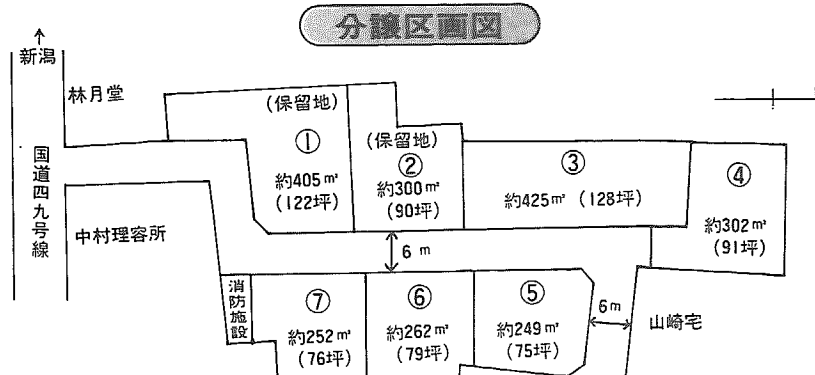 分譲区画図
↑
新潟
国道四九号線
林月堂
中村理容所
(保留地)
①
約405㎡
(122坪)
(保留地)
②
約300㎡
(90坪)
③
約425㎡ (128坪)
④
約302㎡
(91坪)
6m
消防施設
⑦
約252㎡
(76坪)
⑥
約262㎡
(79坪)
⑤
約249㎡
(75坪)
6m
山崎宅